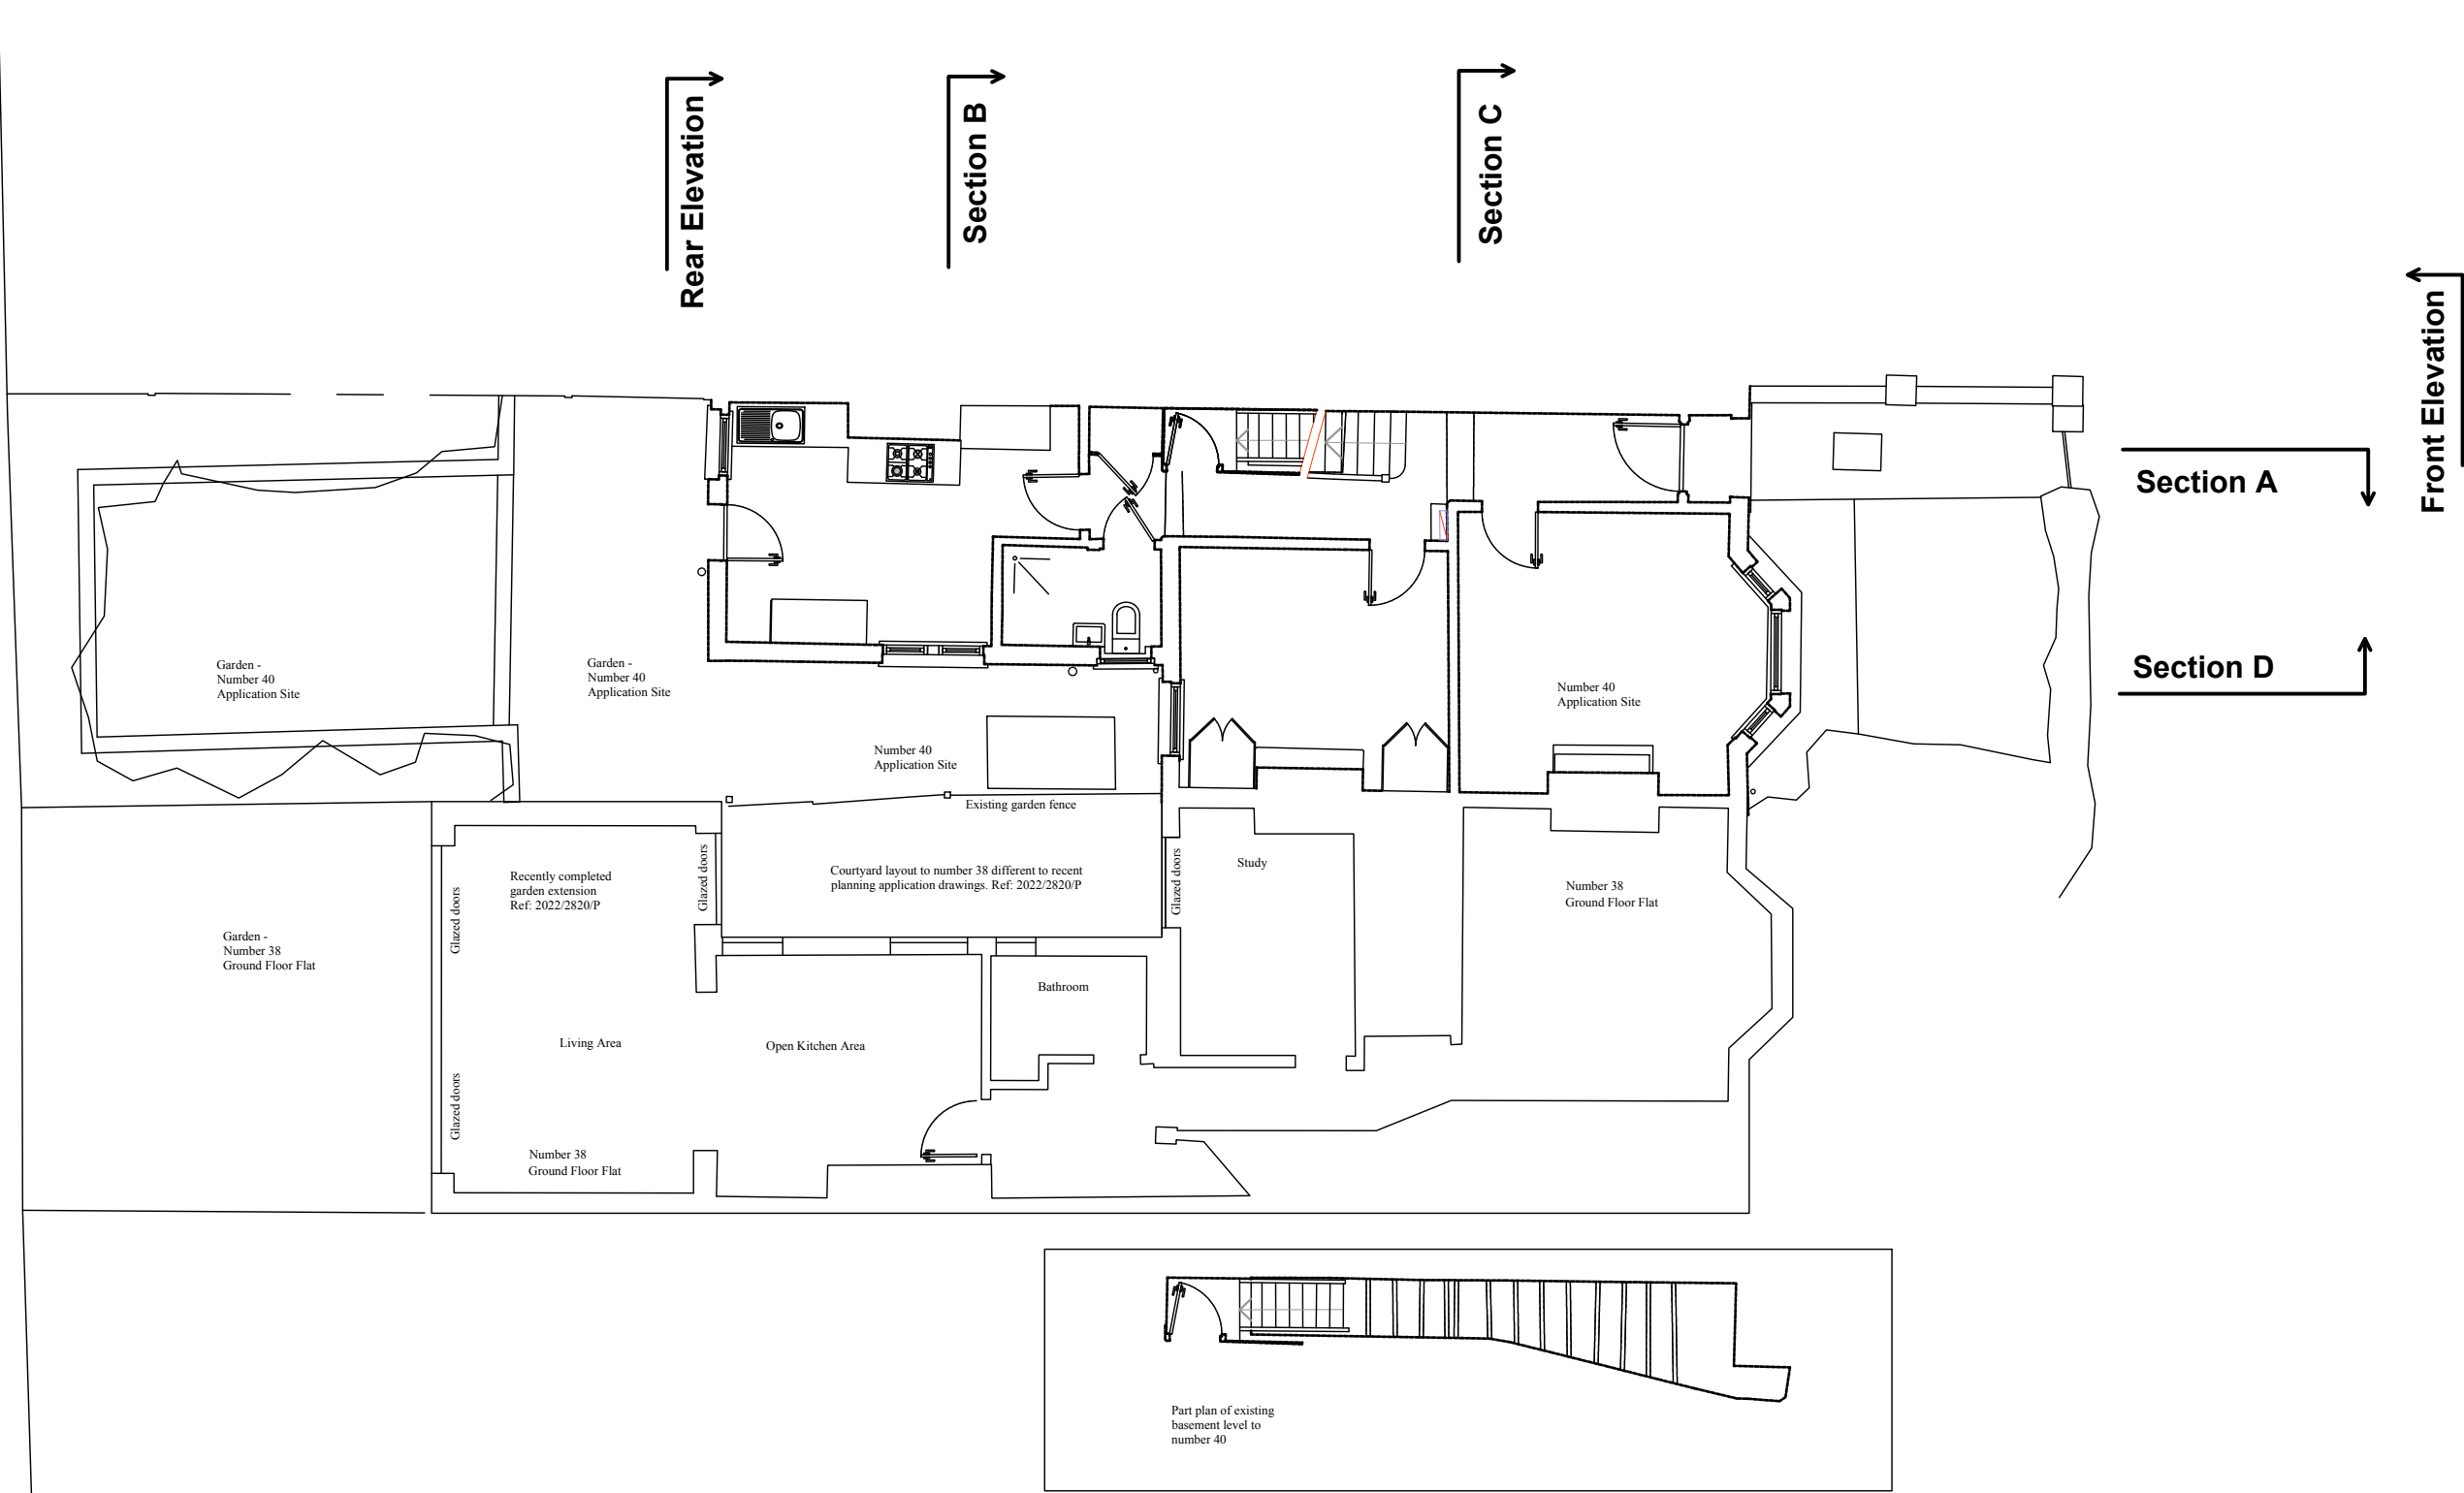 Rear Elevation
Section B
Section C
Front Elevation
Section A
Section D
Garden -
Number 40
Application Site
Garden -
Number 40
Application Site
Number 40
Application Site
Number 40
Application Site
Existing garden fence
Recently completed
garden extension
Ref: 2022/2820/P
Glazed doors
Glazed doors
Courtyard layout to number 38 different to recent
planning application drawings. Ref: 2022/2820/P
Glazed doors
Study
Number 38
Ground Floor Flat
Garden -
Number 38
Ground Floor Flat
Bathroom
Living Area
Open Kitchen Area
Glazed doors
Number 38
Ground Floor Flat
Part plan of existing
basement level to
number 40